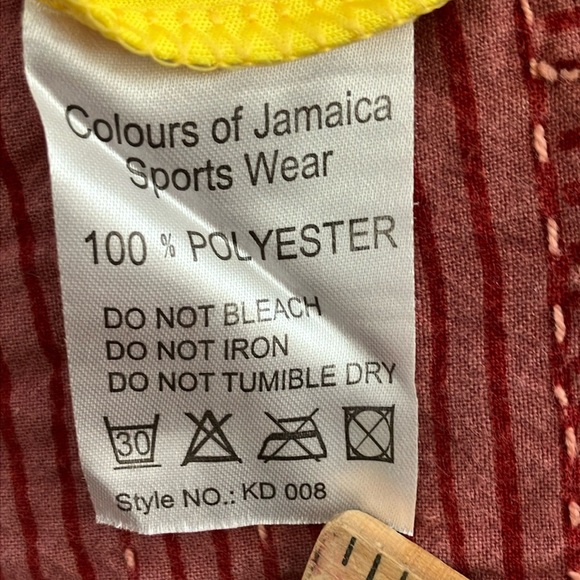 Colours of Jamaica
Sports Wear
100 % POLYESTER
DO NOT BLEACH
DO NOT IRON
DO NOT TUMIBLE DRY
30
Style NO.: KD 008